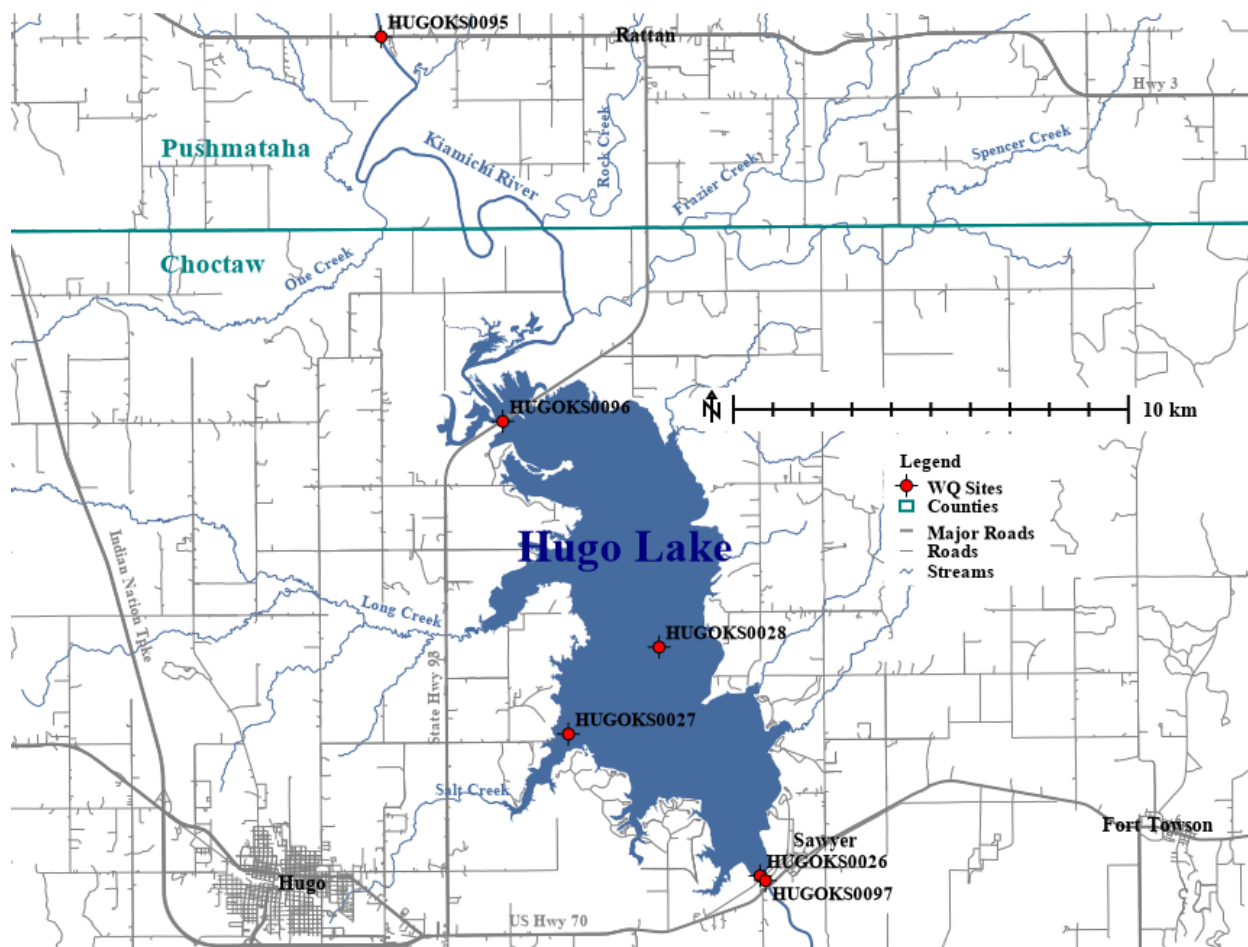 HUGOKS0095
Rattan
Hwy 3
Pushmataha
Kiamichi River
Rock Creek
Frazier Creek
Spencer Creek
Choctaw
One Creek
N
10 km
HUGOKS0096
Legend
WQ Sites
Counties
Major Roads
Roads
Streams
Hugo Lake
Indian Nation Tpke
Long Creek
HUGOKS0028
State Hwy 93
HUGOKS0027
Salt Creek
Fort Towson
Sawyer
HUGOKS0026
Hugo
HUGOKS0097
US Hwy 70